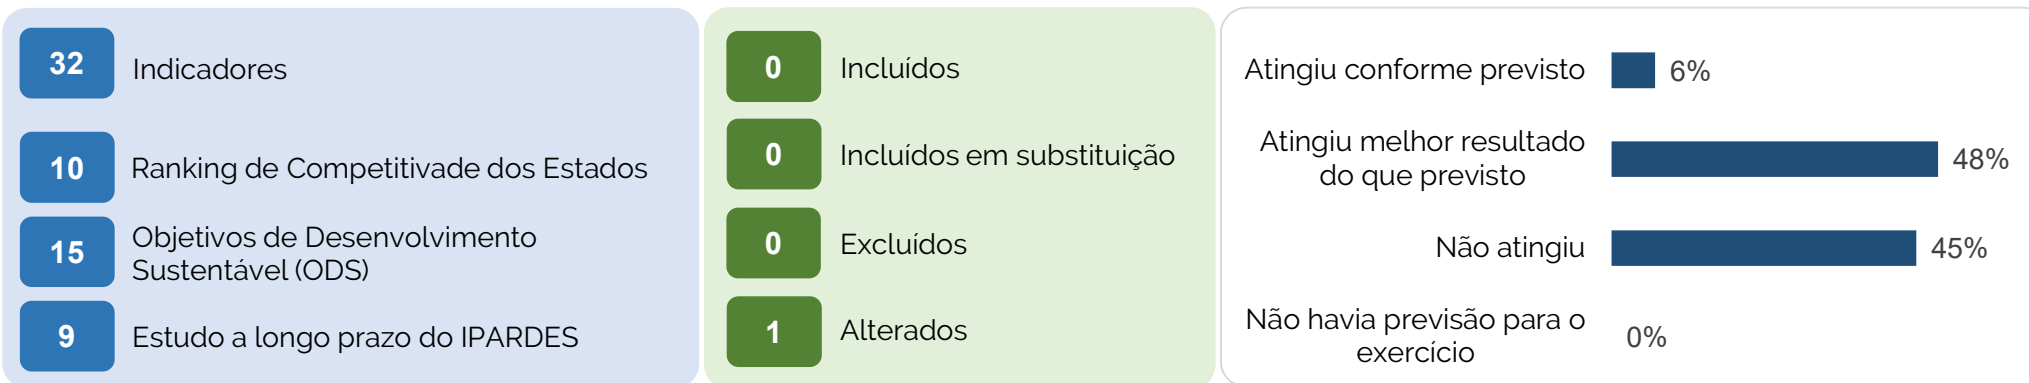 32 Indicadores
10 Ranking de Competitivade dos Estados
15 Objetivos de Desenvolvimento
Sustentável (ODS)
9 Estudo a longo prazo do IPARDES
0 Incluídos
0 Incluídos em substituição
0 Excluídos
1 Alterados
Atingiu conforme previsto 6%
Atingiu melhor resultado
do que previsto 48%
Não atingiu 45%
Não havia previsão para o
exercício 0%